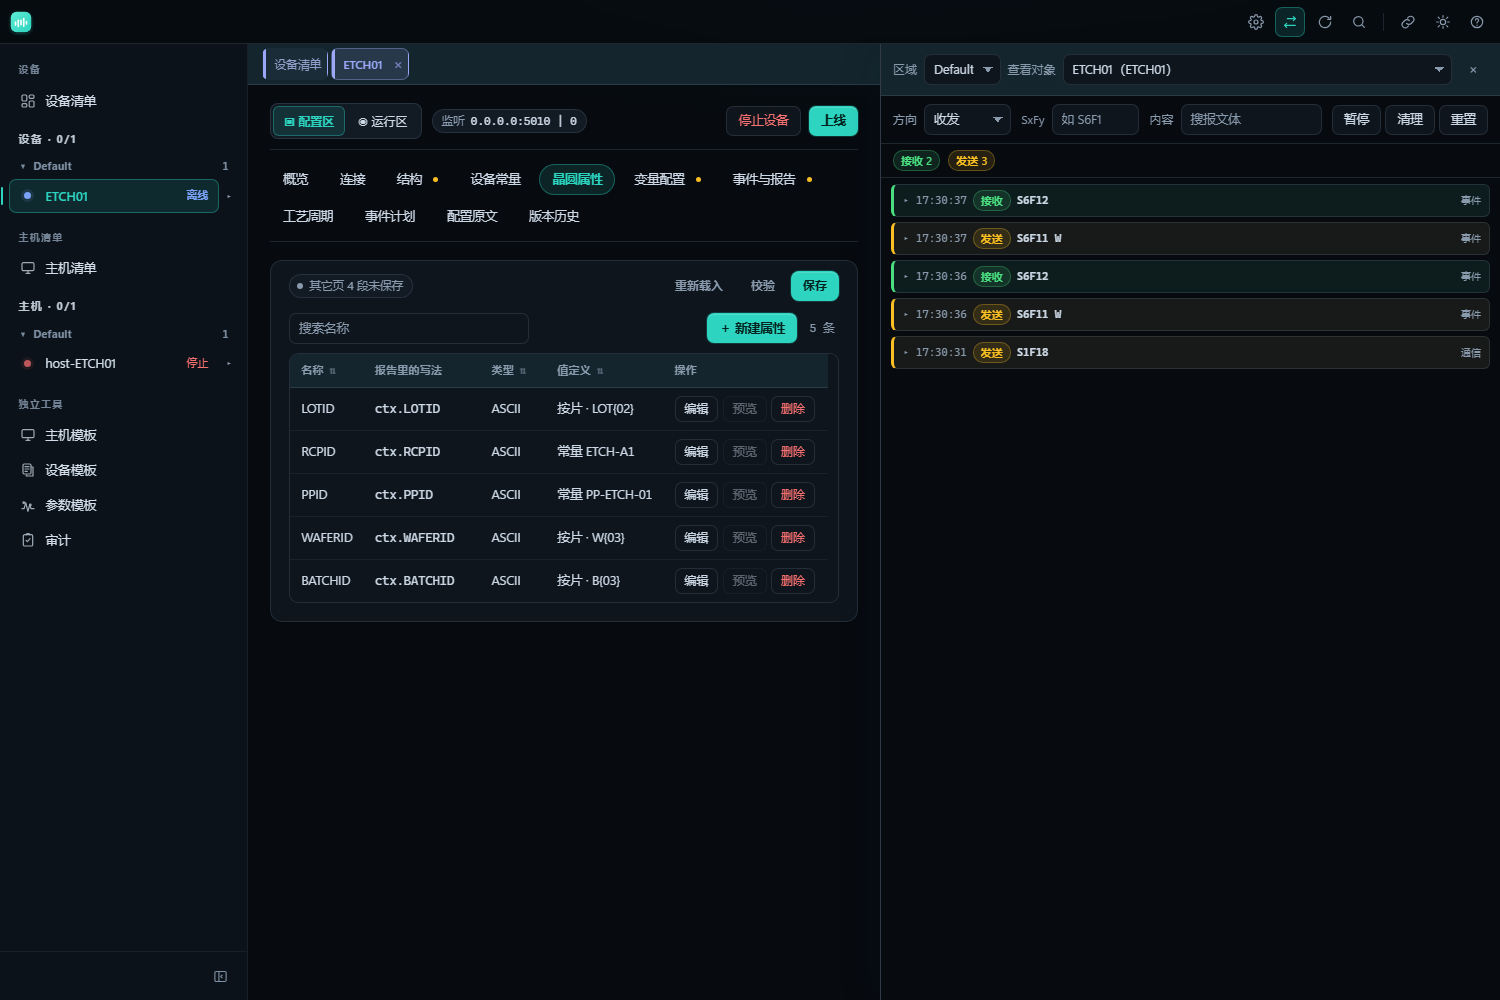 设备
设备清单
设备 · 0/1
Default 1
ETCH01 离线
主机清单
主机清单
主机 · 0/1
Default 1
host-ETCH01 停止
独立工具
主机模板
设备模板
参数模板
审计
设备清单 ETCH01 ×
配置区 运行区 监听 0.0.0.0:5010 | 0 停止设备 上线
概览 连接 结构 设备常量 晶圆属性 变量配置 事件与报告
工艺周期 事件计划 配置原文 版本历史
其它页 4 段未保存 重新载入 校验 保存
搜索名称 + 新建属性 5 条
名称 报告里的写法 类型 值定义 操作
LOTID ctx.LOTID ASCII 按片 · LOT{02} 编辑 预览 删除
RCPID ctx.RCPID ASCII 常量 ETCH-A1 编辑 预览 删除
PPID ctx.PPID ASCII 常量 PP-ETCH-01 编辑 预览 删除
WAFERID ctx.WAFERID ASCII 按片 · W{03} 编辑 预览 删除
BATCHID ctx.BATCHID ASCII 按片 · B{03} 编辑 预览 删除
区域 Default 查看对象 ETCH01 (ETCH01) ×
方向 收发 SxFy 如 S6F1 内容 搜报文体 暂停 清理 重置
接收 2 发送 3
17:30:37 接收 S6F12 事件
17:30:37 发送 S6F11 W 事件
17:30:36 接收 S6F12 事件
17:30:36 发送 S6F11 W 事件
17:30:31 发送 S1F18 通信